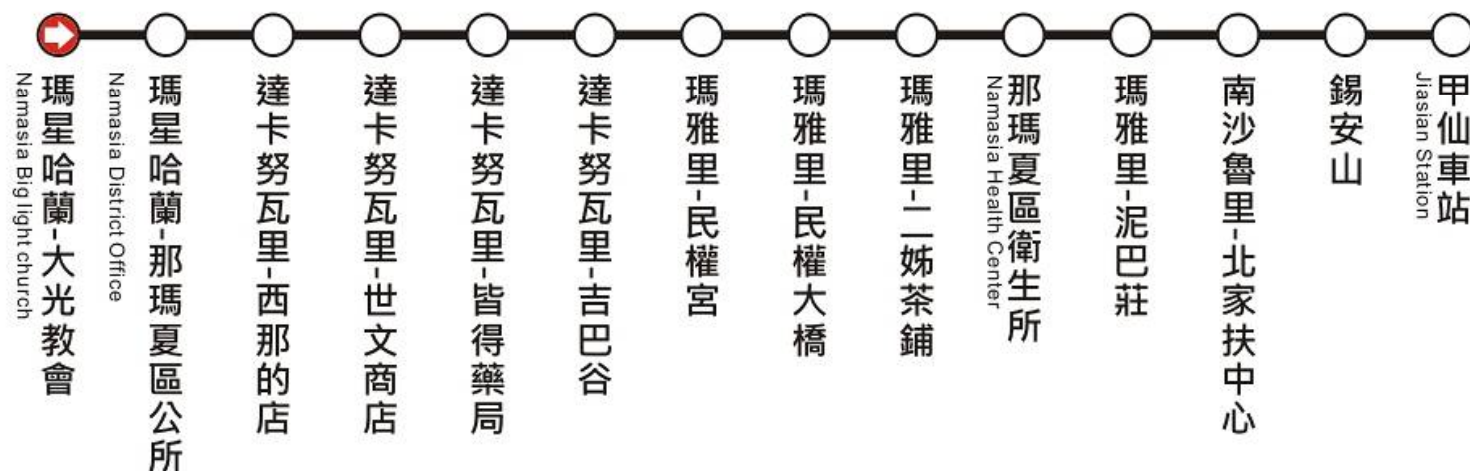 瑪星哈蘭-大光教會
Namasia Big light church
瑪星哈蘭-那瑪夏區公所
Namasia District Office
達卡努瓦里-西那的店
達卡努瓦里-世文商店
達卡努瓦里-皆得藥局
達卡努瓦里-吉巴谷
瑪雅里-民權宮
瑪雅里-民權大橋
瑪雅里-二姊茶鋪
那瑪夏區衛生所
Namasia Health Center
瑪雅里-泥巴莊
南沙魯里-北家扶中心
錫安山
甲仙車站
Jiasian Station